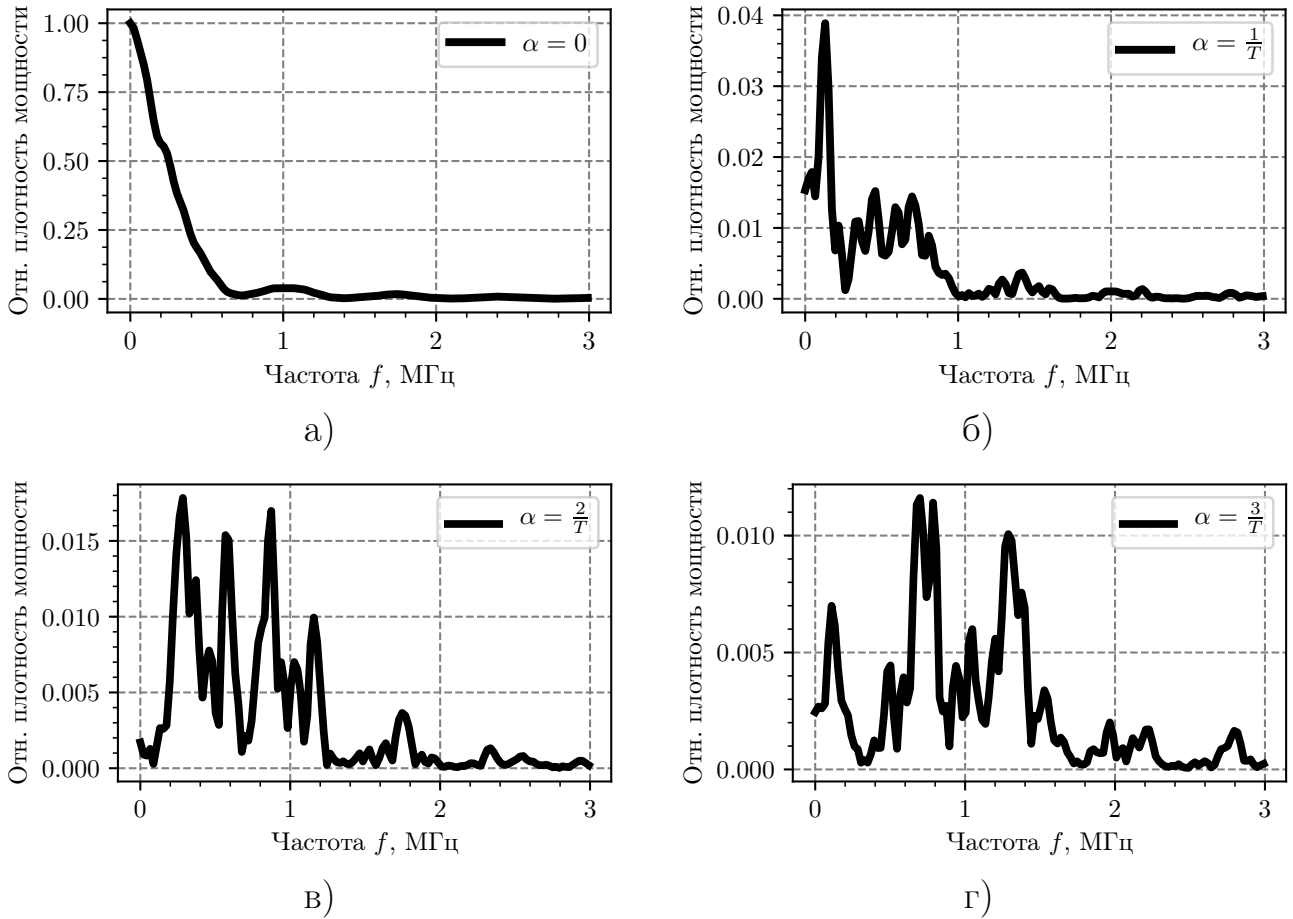 Отн. плотность мощности
1.00
0.75
0.50
0.25
0.00
α = 0
0 1 2 3
Частота f, МГц
а)
Отн. плотность мощности
0.04
0.03
0.02
0.01
0.00
α = 1/T
0 1 2 3
Частота f, МГц
б)
Отн. плотность мощности
0.015
0.010
0.005
0.000
α = 2/T
0 1 2 3
Частота f, МГц
в)
Отн. плотность мощности
0.010
0.005
0.000
α = 3/T
0 1 2 3
Частота f, МГц
г)